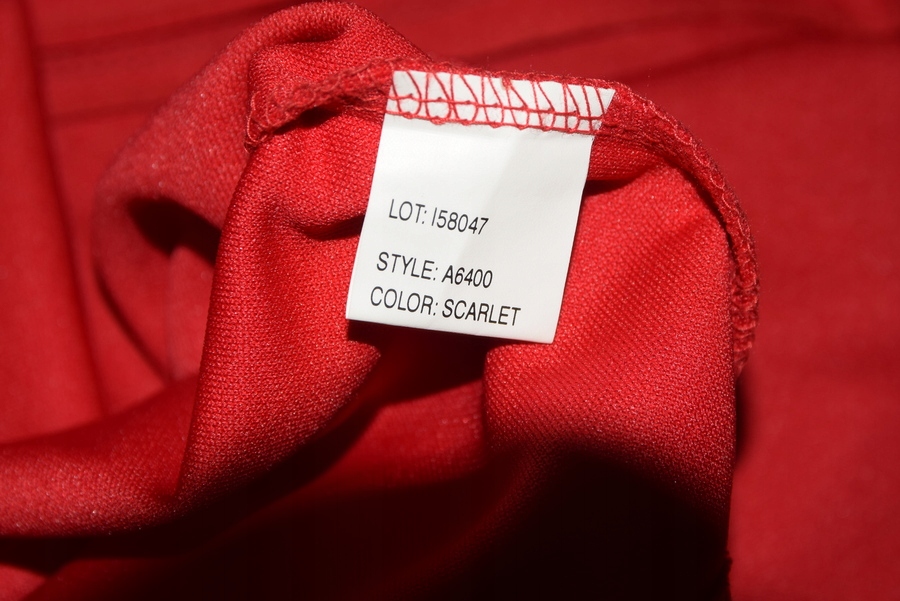 LOT: I58047
STYLE: A6400
COLOR: SCARLET